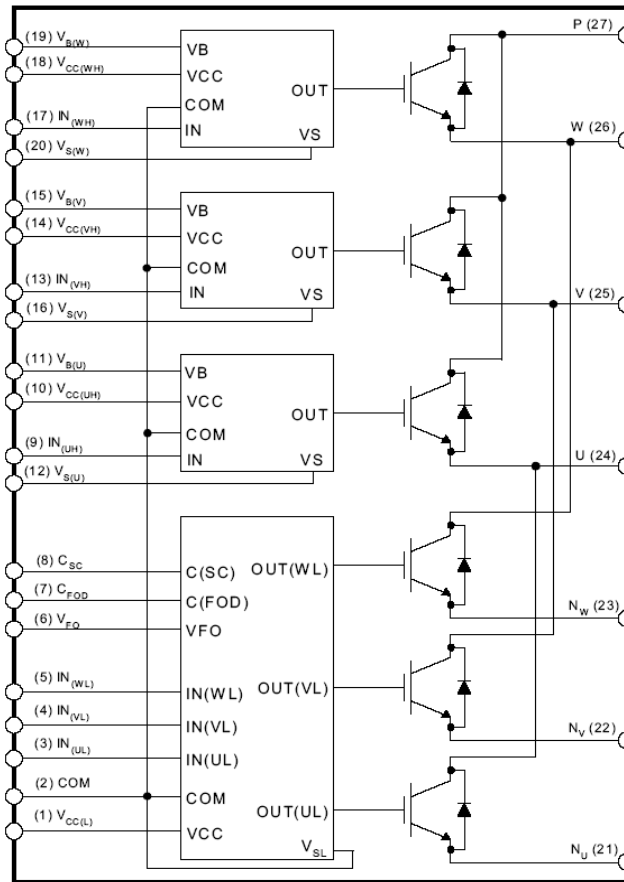 (19) VB(W)
VB
P (27)
(18) VCC(WH)
VCC
COM
OUT
(17) IN(WH)
IN
W (26)
(20) VS(W)
VS
(15) VB(V)
VB
(14) VCC(VH)
VCC
OUT
COM
(13) IN(VH)
IN
V (25)
(16) VS(V)
VS
(11) VB(U)
VB
(10) VCC(UH)
VCC
OUT
COM
(9) IN(UH)
IN
U (24)
(12) VS(U)
VS
(8) CSC
C(SC)
OUT(WL)
(7) CFOD
C(FOD)
NW (23)
(6) VFO
VFO
(5) IN(WL)
IN(WL)
OUT(VL)
(4) IN(VL)
IN(VL)
NV (22)
(3) IN(UL)
IN(UL)
(2) COM
COM
OUT(UL)
(1) VCC(L)
VCC
VSL
NU (21)